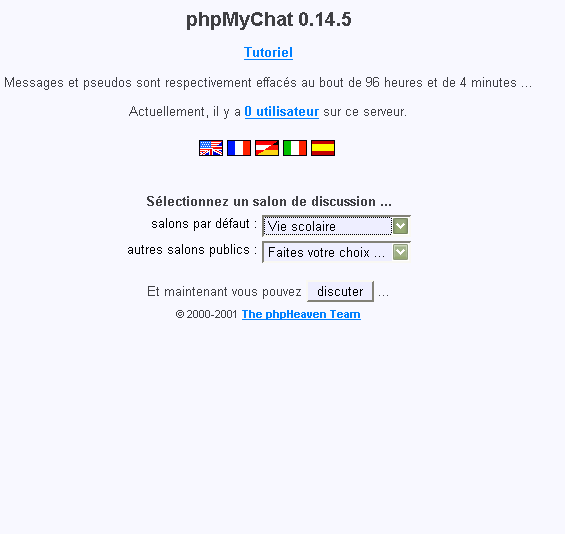 phpMyChat 0.14.5
Tutoriel
Messages et pseudos sont respectivement effacés au bout de 96 heures et de 4 minutes ...
Actuellement, il y a 0 utilisateur sur ce serveur.
Sélectionnez un salon de discussion ...
salons par défaut : Vie scolaire
autres salons publics : Faites votre choix ...
Et maintenant vous pouvez discuter ...
© 2000-2001 The phpHeaven Team